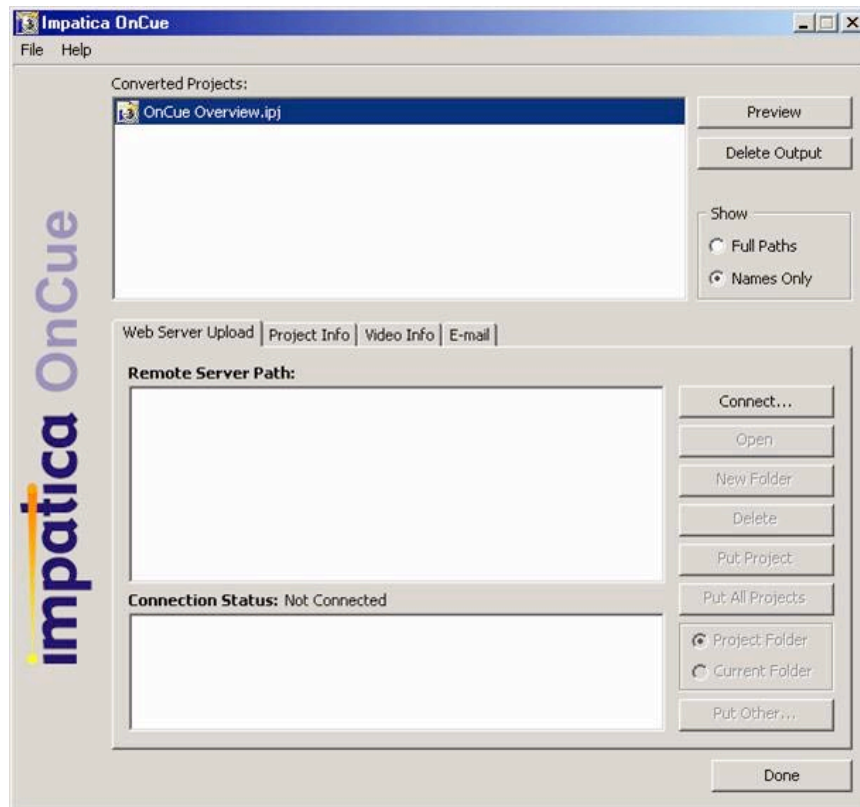 Impatica OnCue
File Help
Converted Projects:
OnCue Overview.ipj
Preview
Delete Output
Show
Full Paths
Names Only
impatica OnCue
Web Server Upload Project Info Video Info E-mail
Remote Server Path:
Connect...
Open
New Folder
Delete
Put Project
Put All Projects
Connection Status: Not Connected
Project Folder
Current Folder
Put Other...
Done